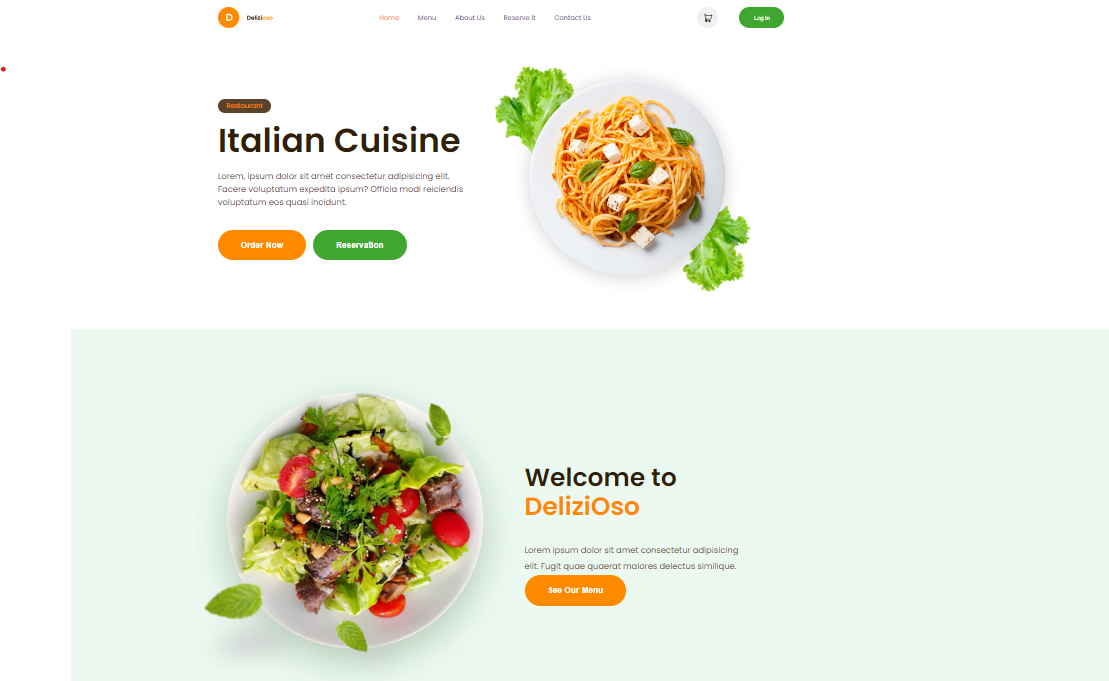 D Delizioso Home Menu About Us Reserve it Contact Us Log In
Restaurant
Italian Cuisine
Lorem, ipsum dolor sit amet consectetur adipisicing elit.
Facere voluptatum expedita ipsum? Officia modi reiciendis
voluptatum eos quasi incidunt.
Order Now Reservation
Welcome to
DeliziOso
Lorem ipsum dolor sit amet consectetur adipisicing
elit. Fugit quae quaerat maiores delectus similique.
See Our Menu